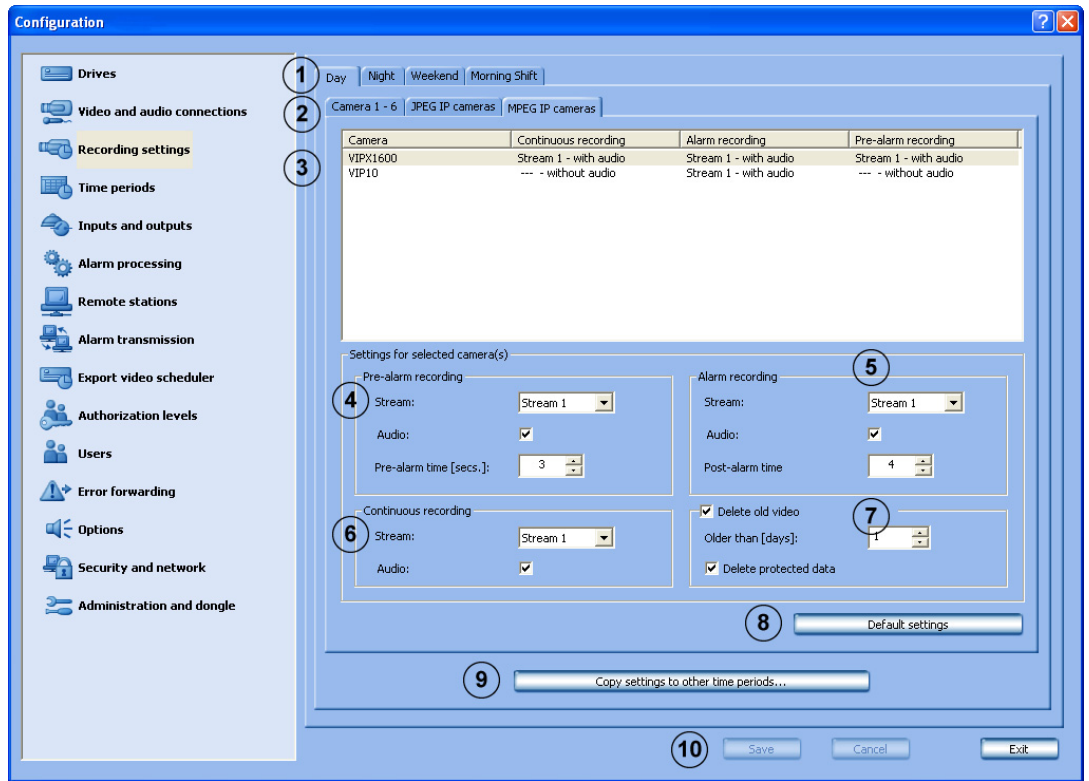 Configuration
Drives
Video and audio connections
Recording settings
Time periods
Inputs and outputs
Alarm processing
Remote stations
Alarm transmission
Export video scheduler
Authorization levels
Users
Error forwarding
Options
Security and network
Administration and dongle
1 Day Night Weekend Morning Shift
2 Camera 1 - 6 JPEG IP cameras MPEG IP cameras
Camera Continuous recording Alarm recording Pre-alarm recording
3 VIPX1600 Stream 1 - with audio Stream 1 - with audio Stream 1 - with audio
VIP10 --- - without audio Stream 1 - with audio --- - without audio
Settings for selected camera(s)
Pre-alarm recording
4 Stream: Stream 1
Audio:
Pre-alarm time [secs.]: 3
Alarm recording 5
Stream: Stream 1
Audio:
Post-alarm time 4
Continuous recording
6 Stream: Stream 1
Audio:
Delete old video 7
Older than [days]: 1
Delete protected data
8 Default settings
9 Copy settings to other time periods...
10 Save Cancel Exit